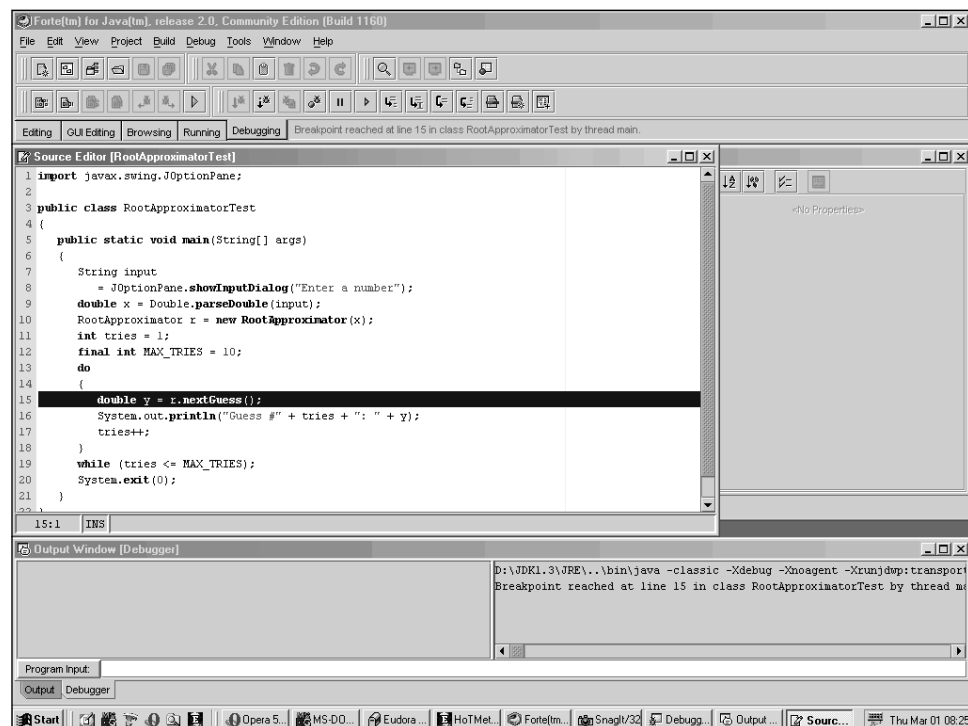 Forte(tm) for Java(tm), release 2.0, Community Edition (Build 1160)
File Edit View Project Build Debug Tools Window Help
Editing GUI Editing Browsing Running Debugging Breakpoint reached at line 15 in class RootApproximatorTest by thread main.
Source Editor [RootApproximatorTest]
1 import javax.swing.JOptionPane;
2
3 public class RootApproximatorTest
4 {
5 public static void main(String[] args)
6 {
7 String input
8 = JOptionPane.showInputDialog("Enter a number");
9 double x = Double.parseDouble(input);
10 RootApproximator r = new RootApproximator(x);
11 int tries = 1;
12 final int MAX_TRIES = 10;
13 do
14 {
15 double y = r.nextGuess();
16 System.out.println("Guess #" + tries + ": " + y);
17 tries++;
18 }
19 while (tries <= MAX_TRIES);
20 System.exit(0);
21 }
22 }
15:1 INS
<No Properties>
Output Window [Debugger]
D:\JDK1.3\JRE\..\bin\java -classic -Xdebug -Xnoagent -Xrunjdwp:transport
Breakpoint reached at line 15 in class RootApproximatorTest by thread ma
Program Input:
Output Debugger
Start Opera 5... MS-DO... Eudora ... HoTMet... Forte(tm... SnagIt/32 Debugg... Output ... Sourc... Thu Mar 01 08:25